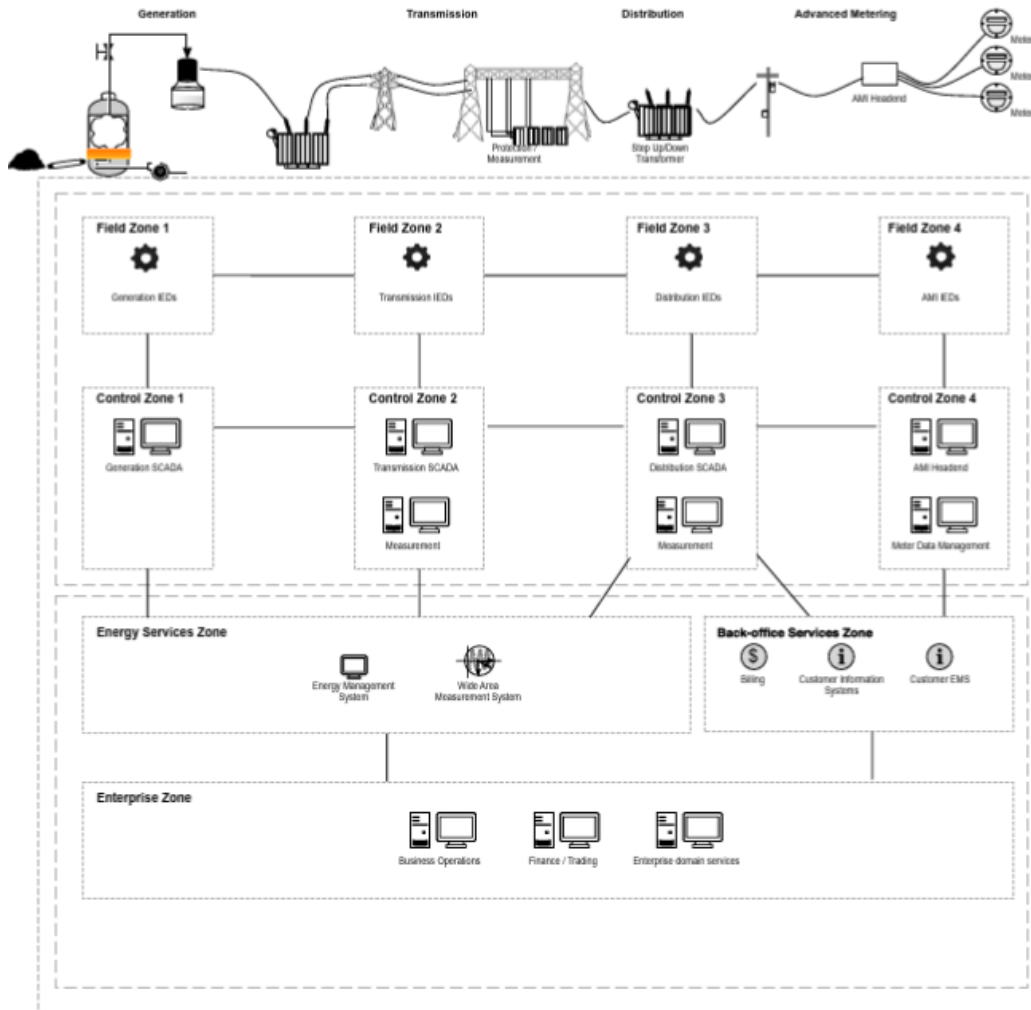 Generation
Transmission
Distribution
Advanced Metering
Meter
Meter
Meter
AMI Headend
Protection /
Measurement
Step Up/Down
Transformer
Field Zone 1
Field Zone 2
Field Zone 3
Field Zone 4
Generation IEDs
Transmission IEDs
Distribution IEDs
AMI IEDs
Control Zone 1
Control Zone 2
Control Zone 3
Control Zone 4
Generation SCADA
Transmission SCADA
Distribution SCADA
AMI Headend
Measurement
Measurement
Meter Data Management
Energy Services Zone
Energy Management
System
Wide Area
Measurement System
Back-office Services Zone
$
i
i
Billing
Customer Information
Systems
Customer EMS
Enterprise Zone
Business Operations
Finance / Trading
Enterprise domain services